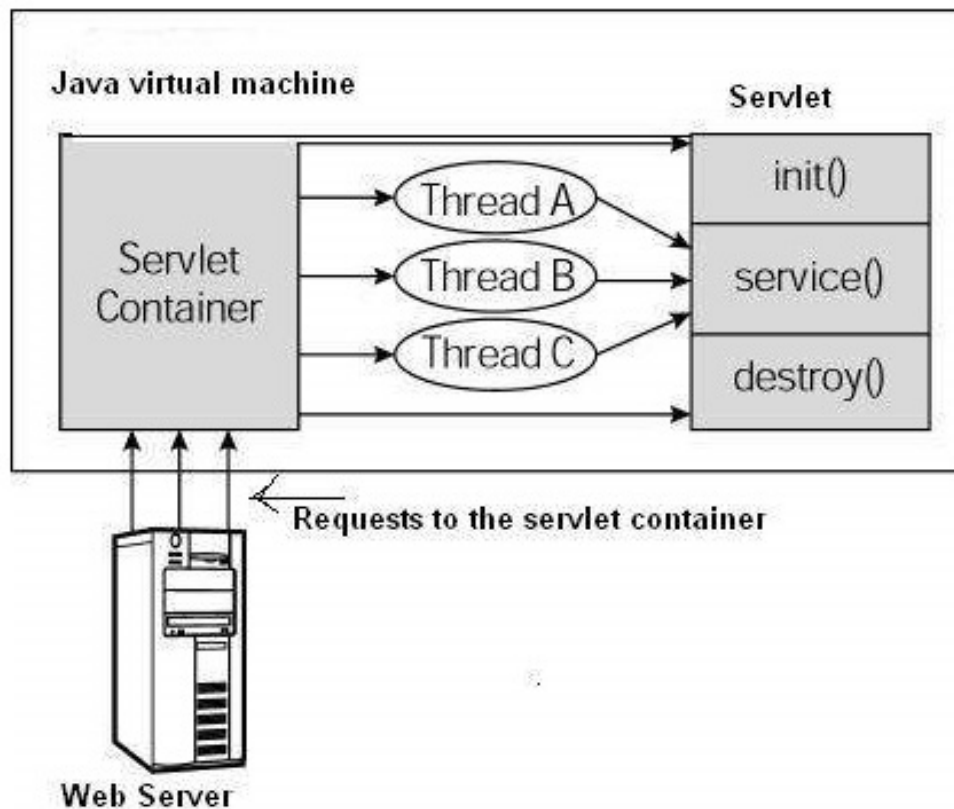 Java virtual machine
Servlet
init()
Thread A
Servlet
Container
Thread B
service()
Thread C
destroy()
Requests to the servlet container
Web Server